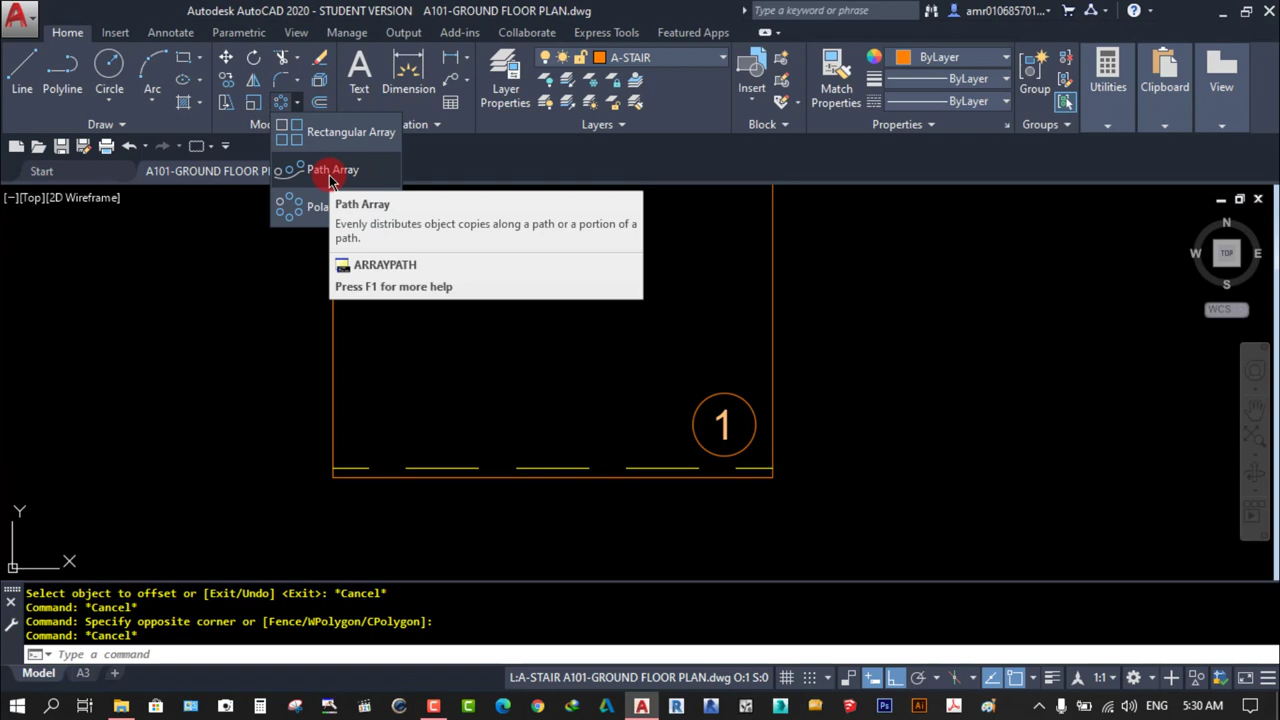 Autodesk AutoCAD 2020 - STUDENT VERSION A101-GROUND FLOOR PLAN.dwg
Type a keyword or phrase
amr010685701...
Home Insert Annotate Parametric View Manage Output Add-ins Collaborate Express Tools Featured Apps
A-STAIR
ByLayer
ByLayer
ByLayer
Line Polyline Circle Arc Text Dimension Layer Properties Insert Match Properties Group Utilities Clipboard View
Draw Layers Block Properties Groups
Rectangular Array
Path Array
Start
A101-GROUND FLOOR P
[−][Top][2D Wireframe]
Path Array
Evenly distributes object copies along a path or a portion of a
path.
ARRAYPATH
Press F1 for more help
N
W TOP E
S
WCS
1
Y
X
Select object to offset or [Exit/Undo] <Exit>: *Cancel*
Command: *Cancel*
Command: Specify opposite corner or [Fence/WPolygon/CPolygon]:
Command: *Cancel*
Type a command
Model A3
L:A-STAIR A101-GROUND FLOOR PLAN.dwg O:1 S:0
1:1
5:30 AM